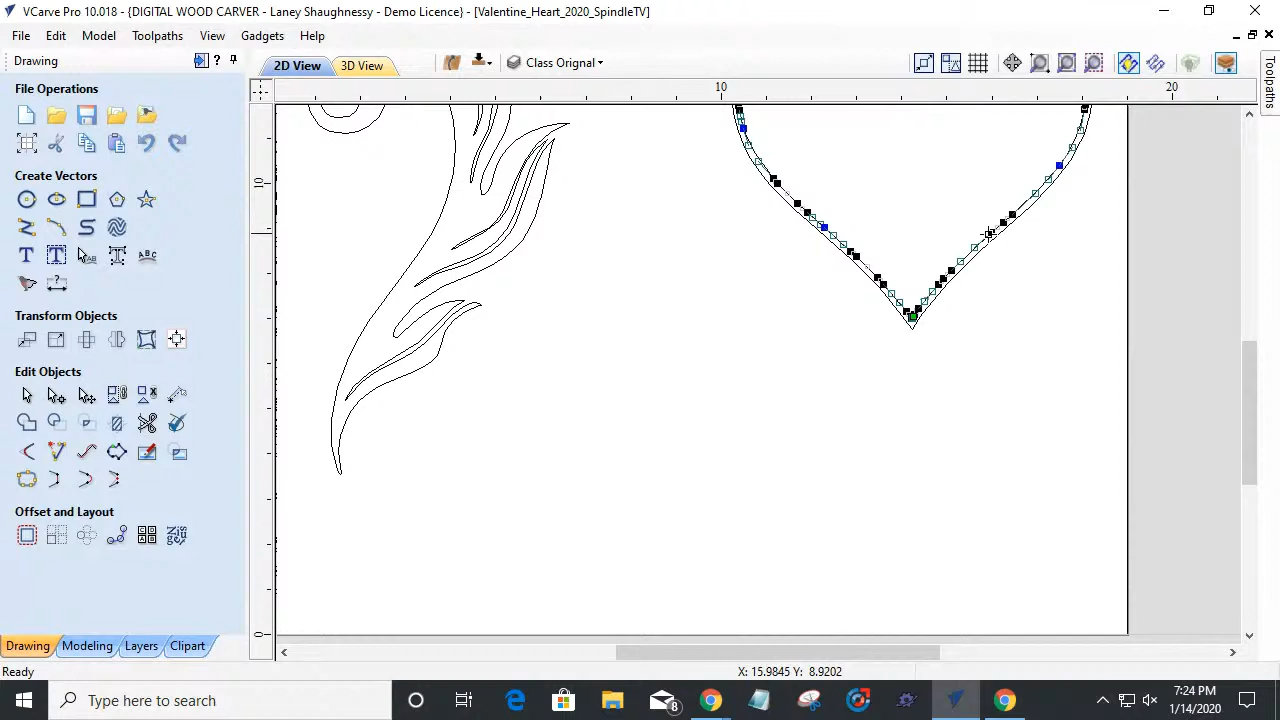 VCarve Pro 10.018 - {DIGITAL WOOD CARVER - Laney Shaughnessy - Demo Licence} - [Valentine_Heart_2020_SpindleTV]
File Edit Model Toolpaths View Gadgets Help
Drawing
2D View
3D View
Class Orignal
Toolpaths
File Operations
10
20
Create Vectors
10
Transform Objects
Edit Objects
Offset and Layout
0
Drawing Modeling Layers Clipart
Ready
X: 15.9845 Y: 8.9202
Type here to search
8
7:24 PM
1/14/2020